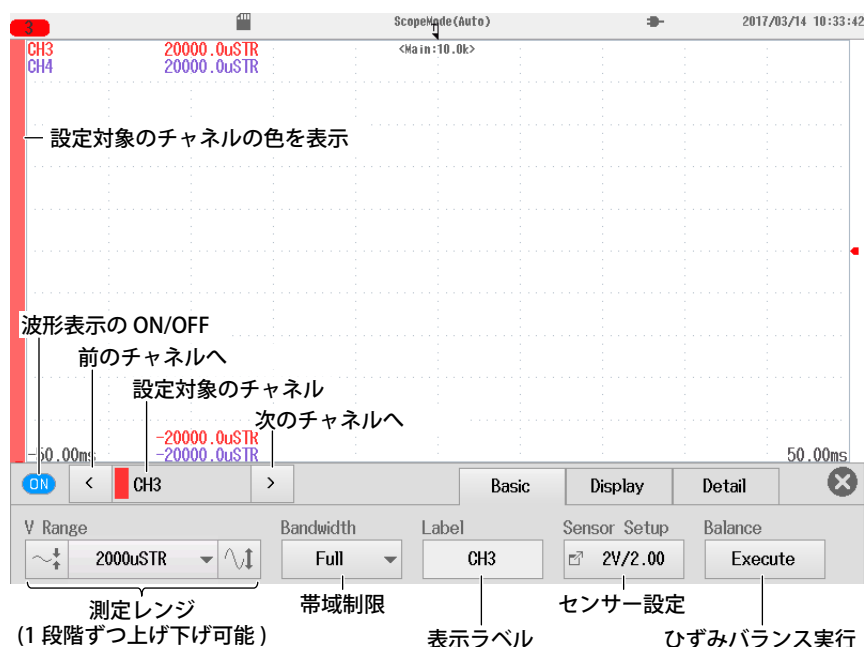 3 ScopeMode(Auto) 2017/03/14 10:33:42
CH3 20000.0uSTR <Main:10.0k>
CH4 20000.0uSTR
設定対象のチャネルの色を表示
波形表示の ON/OFF
前のチャネルへ
設定対象のチャネル
次のチャネルへ
-20000.0uSTR
-50.00ms -20000.0uSTR 50.00ms
ON < CH3 > Basic Display Detail
V Range Bandwidth Label Sensor Setup Balance
2000uSTR Full CH3 2V/2.00 Execute
測定レンジ 帯域制限 センサー設定
(1 段階ずつ上げ下げ可能 ) 表示ラベル ひずみバランス実行